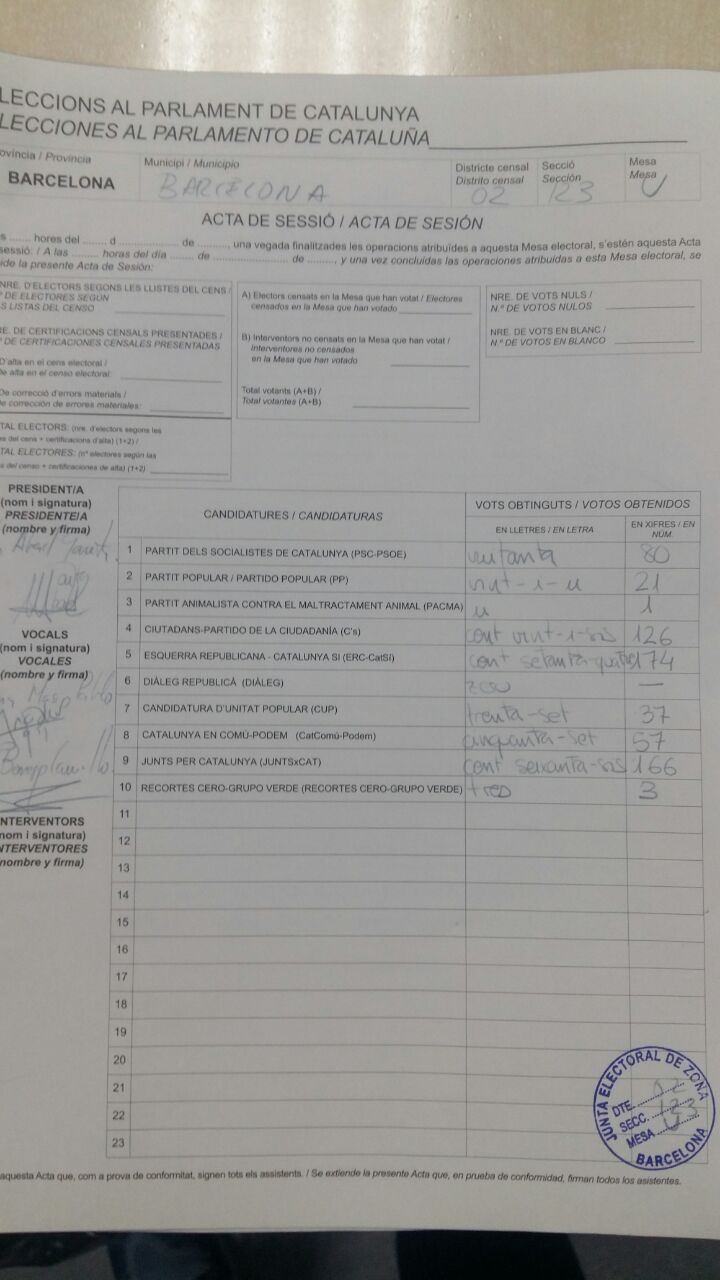 LECCIONS AL PARLAMENT DE CATALUNYA
LECCIONES AL PARLAMENTO DE CATALUÑA
ovíncia / Provincia
BARCELONA
Municipi / Municipio
BARCELONA
Districte censal
Distrito censal
02
Secció
Sección
123
Mesa
Mesa
U
ACTA DE SESSIÓ / ACTA DE SESIÓN
s ....... hores del ....... d ................ de .........., una vegada finalitzades les operacions atribuïdes a aquesta Mesa electoral, s'estén aquesta Acta
sessió: / A las ......... horas del día ....... de ....................... de .........., y una vez concluidas las operaciones atribuidas a esta Mesa electoral, se
ide la presente Acta de Sesión:
NRE. D'ELECTORS SEGONS LES LLISTES DEL CENS /
º DE ELECTORES SEGÚN
S LISTAS DEL CENSO
E. DE CERTIFICACIONS CENSALS PRESENTADES /
º DE CERTIFICACIONES CENSALES PRESENTADAS
D'alta en el cens electoral /
De alta en el censo electoral:
De correcció d'errors materials /
De corrección de errores materiales:
TAL ELECTORS: (nre. d'electors segons les
es del cens + certificacions d'alta) (1+2) /
TAL ELECTORES: (nº electores según las
s del censo + certificaciones de alta) (1+2)
A) Electors censats en la Mesa que han votat / Electores
censados en la Mesa que han votado
B) Interventors no censats en la Mesa que han votat /
Interventores no censados
en la Mesa que han votado
Total votants (A+B) /
Total votantes (A+B)
NRE. DE VOTS NULS /
N.º DE VOTOS NULOS
NRE. DE VOTS EN BLANC /
N.º DE VOTOS EN BLANCO
PRESIDENT/A
(nom i signatura)
PRESIDENTE/A
(nombre y firma)
VOCALS
(nom i signatura)
VOCALES
(nombre y firma)
NTERVENTORS
nom i signatura)
NTERVENTORES
nombre y firma)
CANDIDATURES / CANDIDATURAS
VOTS OBTINGUTS / VOTOS OBTENIDOS
EN LLETRES / EN LETRA
EN XIFRES / EN NÚM.
1 PARTIT DELS SOCIALISTES DE CATALUNYA (PSC-PSOE) vuitanta 80
2 PARTIT POPULAR / PARTIDO POPULAR (PP) vint-i-u 21
3 PARTIT ANIMALISTA CONTRA EL MALTRACTAMENT ANIMAL (PACMA) u 1
4 CIUTADANS-PARTIDO DE LA CIUDADANÍA (C's) cent vint-i-sis 126
5 ESQUERRA REPUBLICANA - CATALUNYA SÍ (ERC-CatSí) cent setanta-quatre 174
6 DIÀLEG REPUBLICÀ (DIÀLEG) zero —
7 CANDIDATURA D'UNITAT POPULAR (CUP) trenta-set 37
8 CATALUNYA EN COMÚ-PODEM (CatComú-Podem) cinquanta-set 57
9 JUNTS PER CATALUNYA (JUNTSxCAT) cent seixanta-sis 166
10 RECORTES CERO-GRUPO VERDE (RECORTES CERO-GRUPO VERDE) tres 3
11
12
13
14
15
16
17
18
19
20
21
22
23
JUNTA ELECTORAL DE ZONA
DTE. 02
SECC. 123
MESA U
BARCELONA
aquesta Acta que, com a prova de conformitat, signen tots els assistents. / Se extiende la presente Acta que, en prueba de conformidad, firman todos los asistentes.